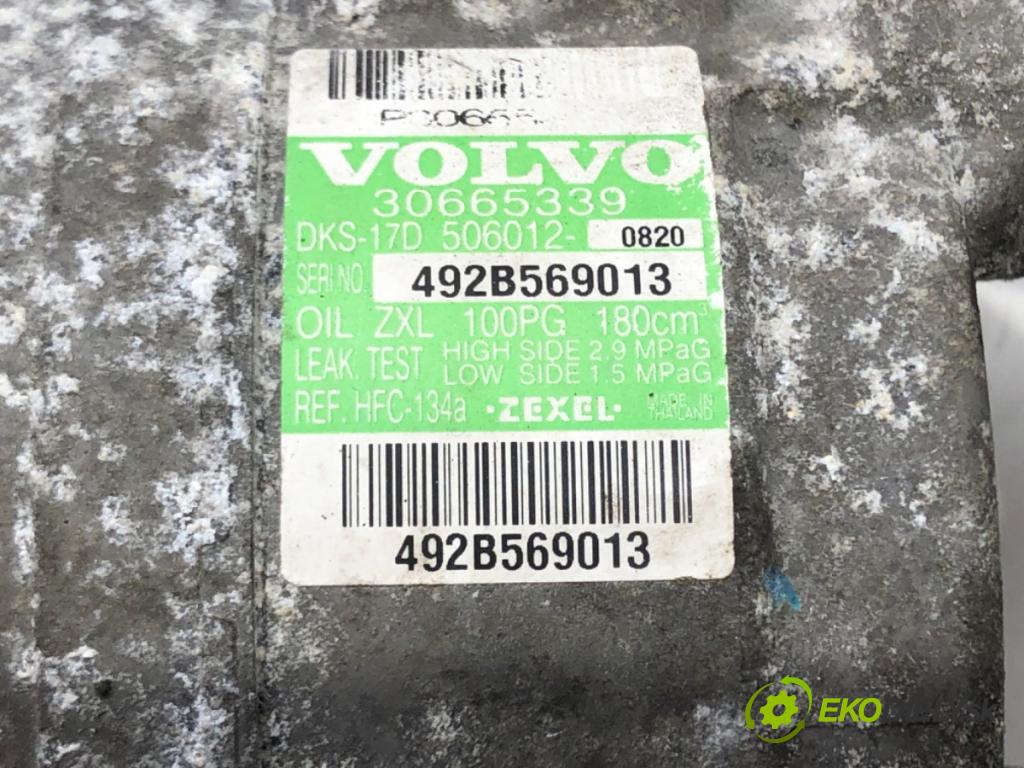 VOLVO
30665339
DKS-17D 506012- 0820
SERI NO. 492B569013
OIL ZXL 100PG 180cm³
LEAK. TEST HIGH SIDE 2.9 MPaG
LOW SIDE 1.5 MPaG
REF. HFC-134a ·ZEXEL· MADE IN THAILAND
492B569013
EKO